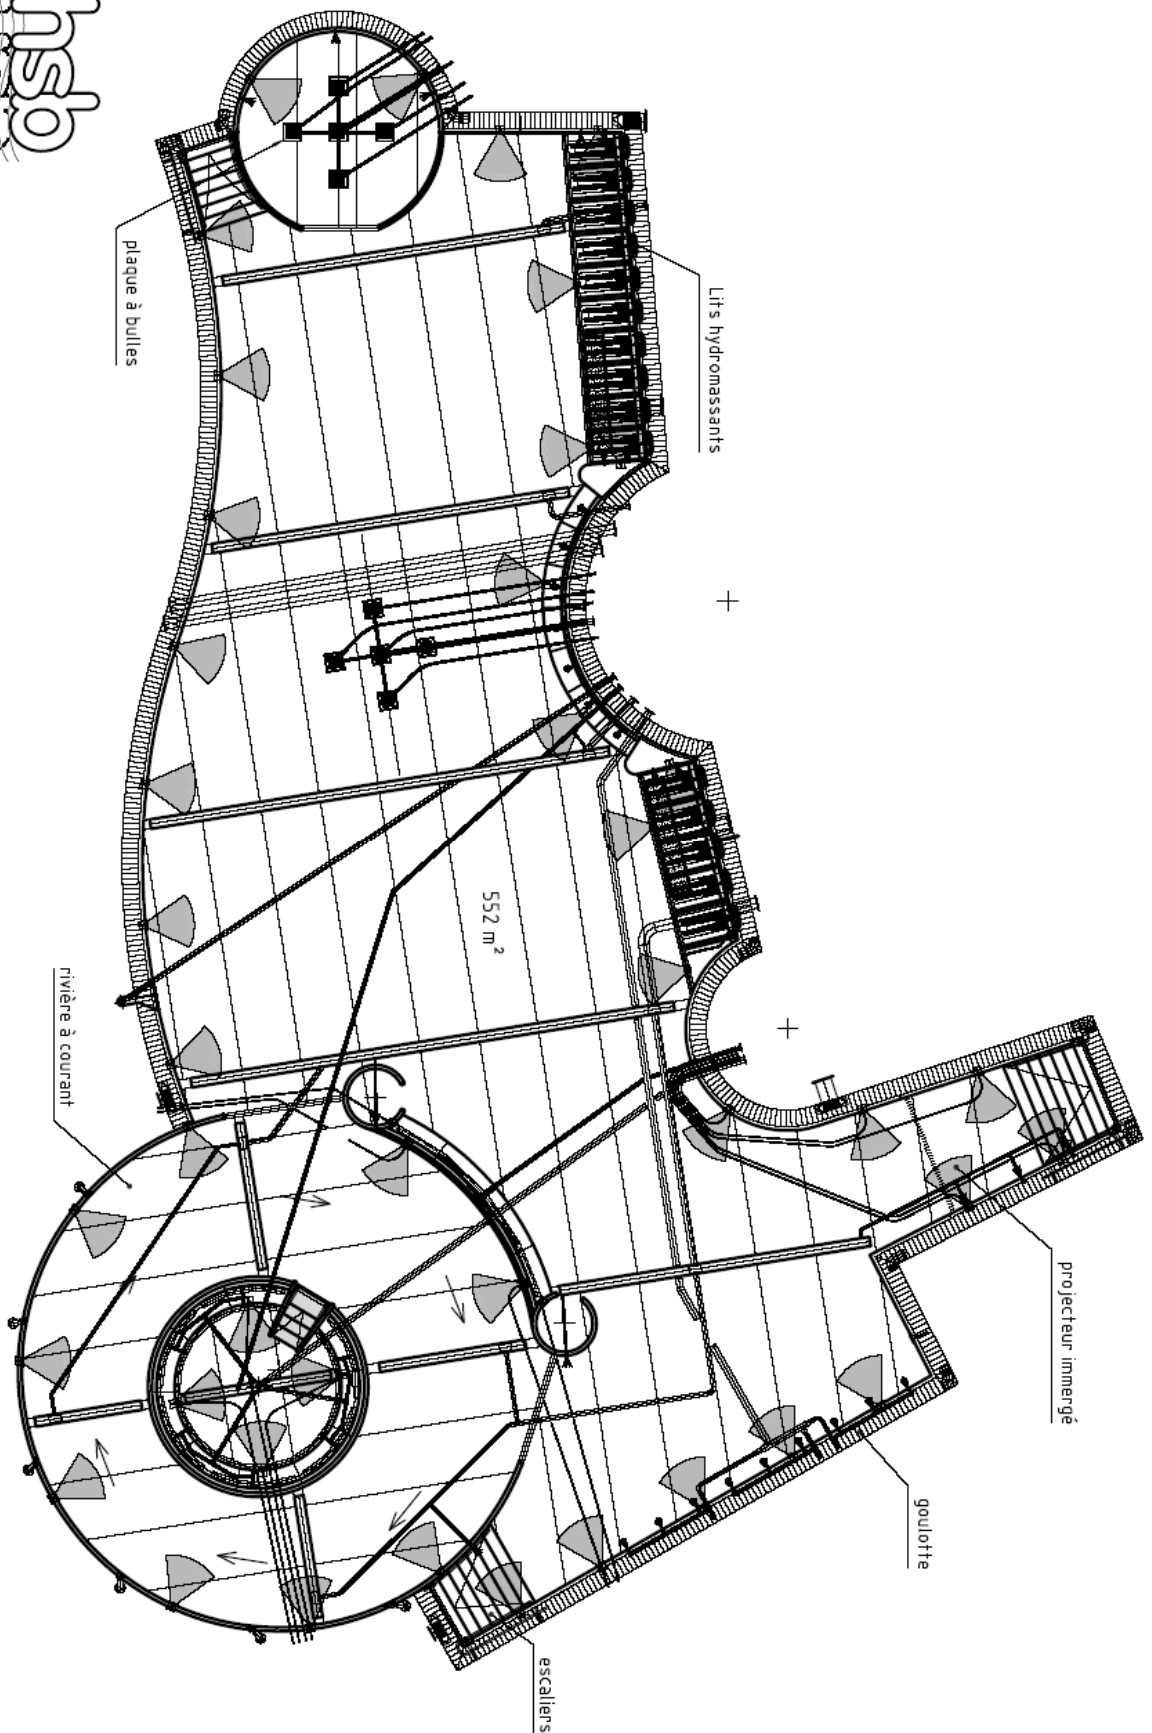 hsb
plaque à bulles
Lits hydromassants
552 m²
rivière à courant
projecteur immergé
goulotte
escaliers